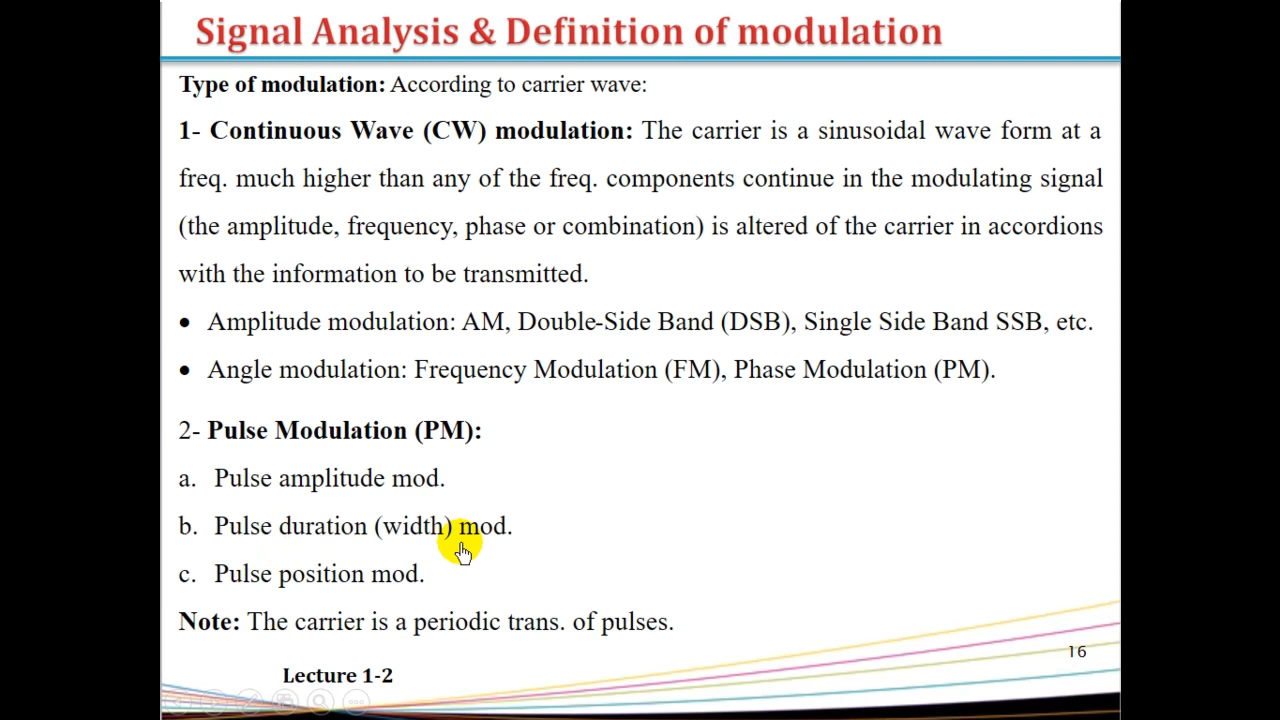 Signal Analysis & Definition of modulation
Type of modulation: According to carrier wave:
1- Continuous Wave (CW) modulation: The carrier is a sinusoidal wave form at a
freq. much higher than any of the freq. components continue in the modulating signal
(the amplitude, frequency, phase or combination) is altered of the carrier in accordions
with the information to be transmitted.
• Amplitude modulation: AM, Double-Side Band (DSB), Single Side Band SSB, etc.
• Angle modulation: Frequency Modulation (FM), Phase Modulation (PM).
2- Pulse Modulation (PM):
a. Pulse amplitude mod.
b. Pulse duration (width) mod.
c. Pulse position mod.
Note: The carrier is a periodic trans. of pulses.
16
Lecture 1-2